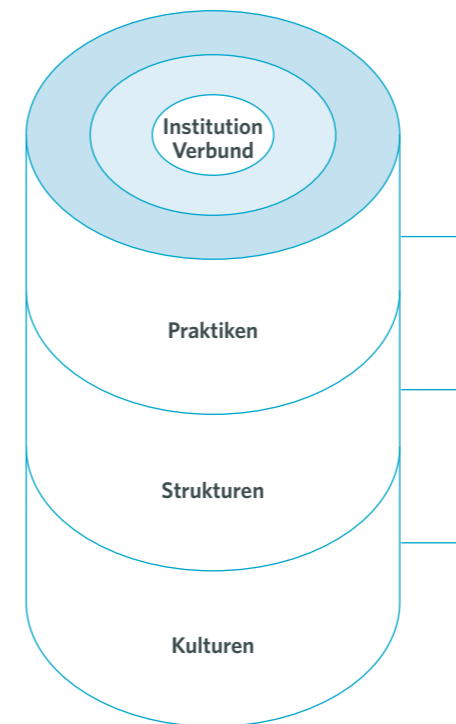 Institution
Verbund
Praktiken
Strukturen
Kulturen